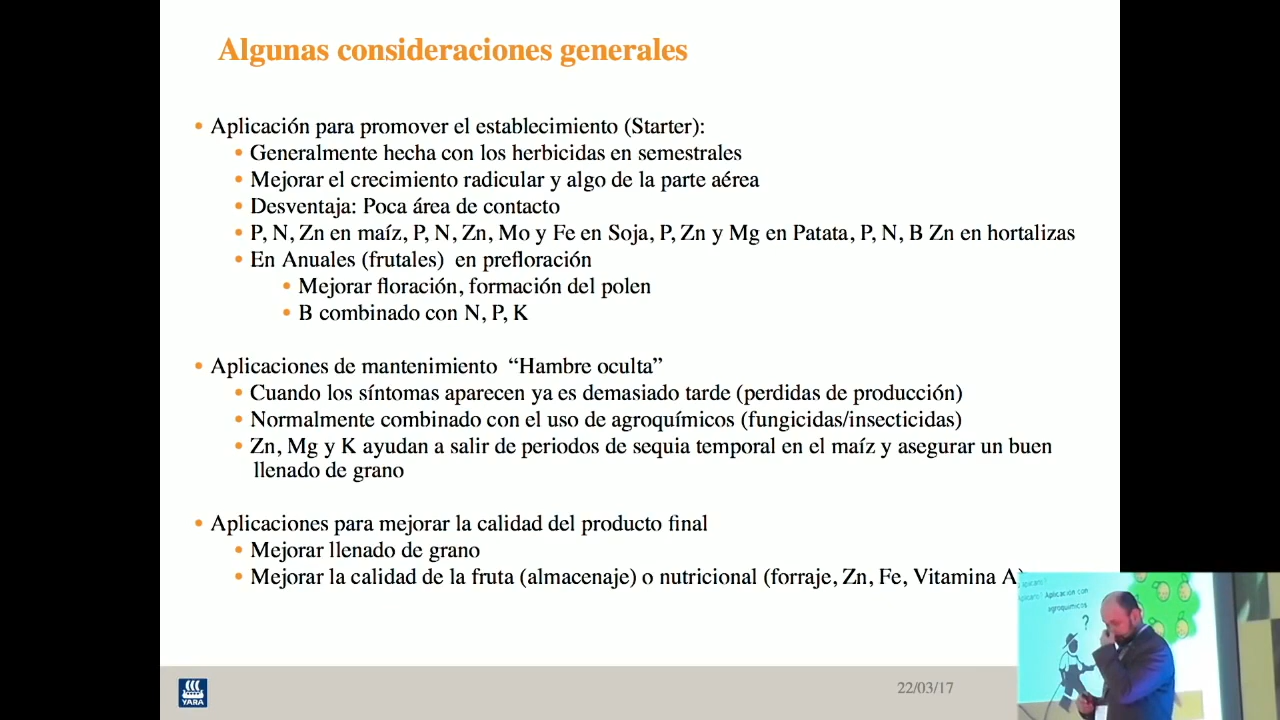 Algunas consideraciones generales
• Aplicación para promover el establecimiento (Starter):
• Generalmente hecha con los herbicidas en semestrales
• Mejorar el crecimiento radicular y algo de la parte aérea
• Desventaja: Poca área de contacto
• P, N, Zn en maíz, P, N, Zn, Mo y Fe en Soja, P, Zn y Mg en Patata, P, N, B Zn en hortalizas
• En Anuales (frutales) en prefloración
• Mejorar floración, formación del polen
• B combinado con N, P, K
• Aplicaciones de mantenimiento “Hambre oculta”
• Cuando los síntomas aparecen ya es demasiado tarde (perdidas de producción)
• Normalmente combinado con el uso de agroquímicos (fungicidas/insecticidas)
• Zn, Mg y K ayudan a salir de periodos de sequia temporal en el maíz y asegurar un buen
llenado de grano
• Aplicaciones para mejorar la calidad del producto final
• Mejorar llenado de grano
• Mejorar la calidad de la fruta (almacenaje) o nutricional (forraje, Zn, Fe, Vitamina A)
Aplicación con
agroquímicos
?
YARA
22/03/17